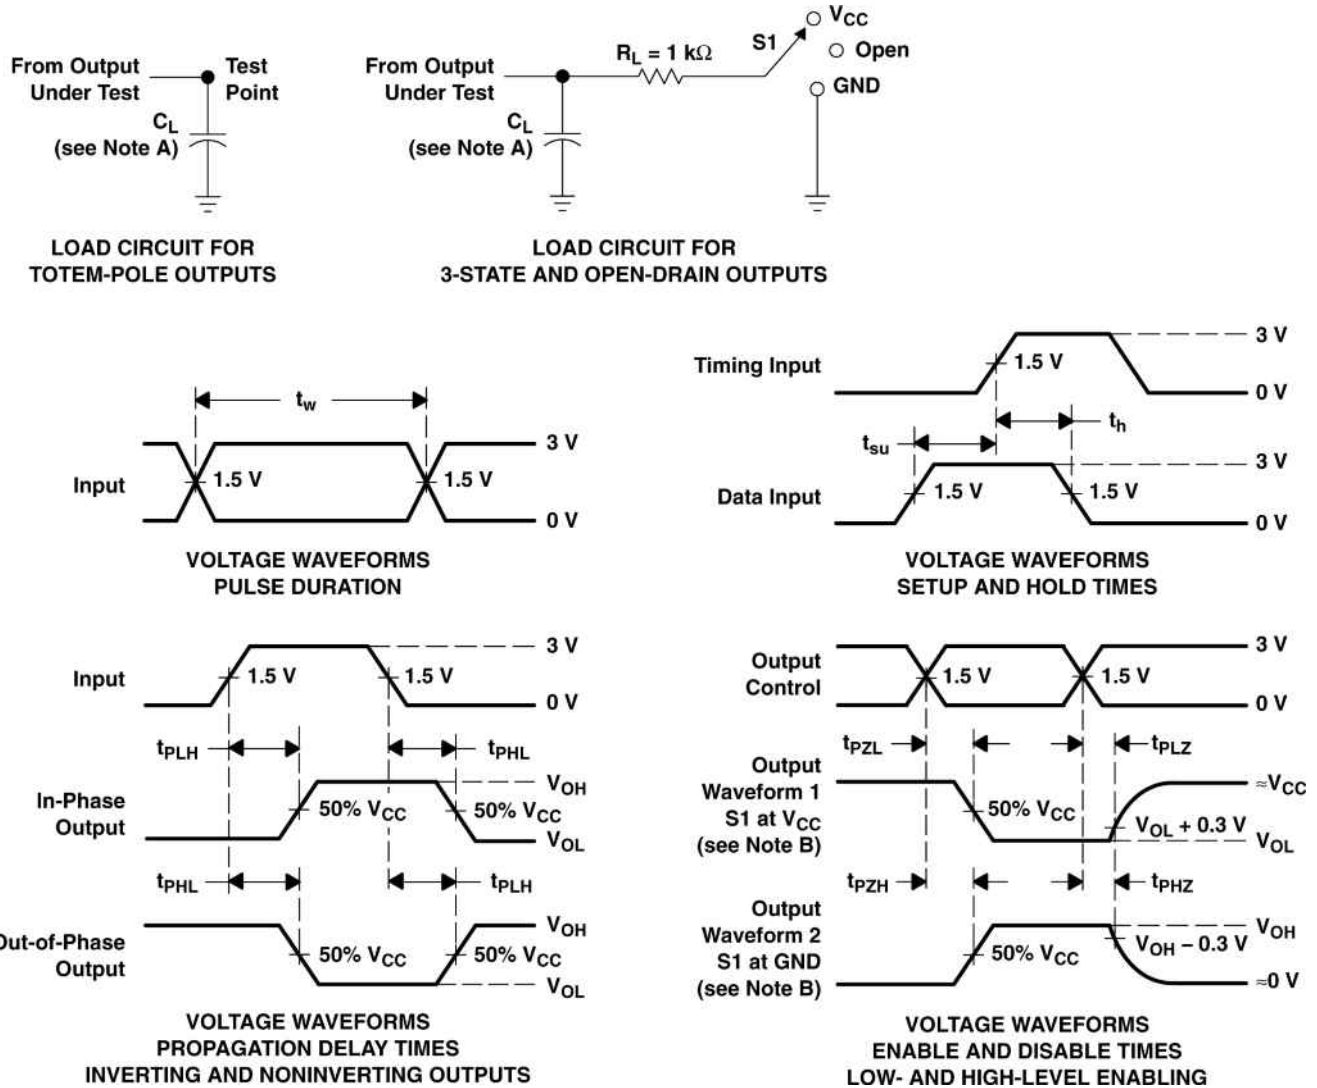 From Output
Under Test
Test
Point
CL
(see Note A)
LOAD CIRCUIT FOR
TOTEM-POLE OUTPUTS
From Output
Under Test
RL = 1 kΩ
S1
VCC
Open
GND
CL
(see Note A)
LOAD CIRCUIT FOR
3-STATE AND OPEN-DRAIN OUTPUTS
tw
Input
1.5 V
1.5 V
3 V
0 V
VOLTAGE WAVEFORMS
PULSE DURATION
Timing Input
1.5 V
3 V
0 V
tsu
th
Data Input
1.5 V
1.5 V
3 V
0 V
VOLTAGE WAVEFORMS
SETUP AND HOLD TIMES
Input
1.5 V
1.5 V
3 V
0 V
tPLH
tPHL
In-Phase
Output
50% VCC
50% VCC
VOH
VOL
tPHL
tPLH
Out-of-Phase
Output
50% VCC
50% VCC
VOH
VOL
VOLTAGE WAVEFORMS
PROPAGATION DELAY TIMES
INVERTING AND NONINVERTING OUTPUTS
Output
Control
1.5 V
1.5 V
3 V
0 V
tPZL
tPLZ
Output
Waveform 1
S1 at VCC
(see Note B)
50% VCC
≈VCC
VOL + 0.3 V
VOL
tPZH
tPHZ
Output
Waveform 2
S1 at GND
(see Note B)
50% VCC
VOH
VOH − 0.3 V
≈0 V
VOLTAGE WAVEFORMS
ENABLE AND DISABLE TIMES
LOW- AND HIGH-LEVEL ENABLING